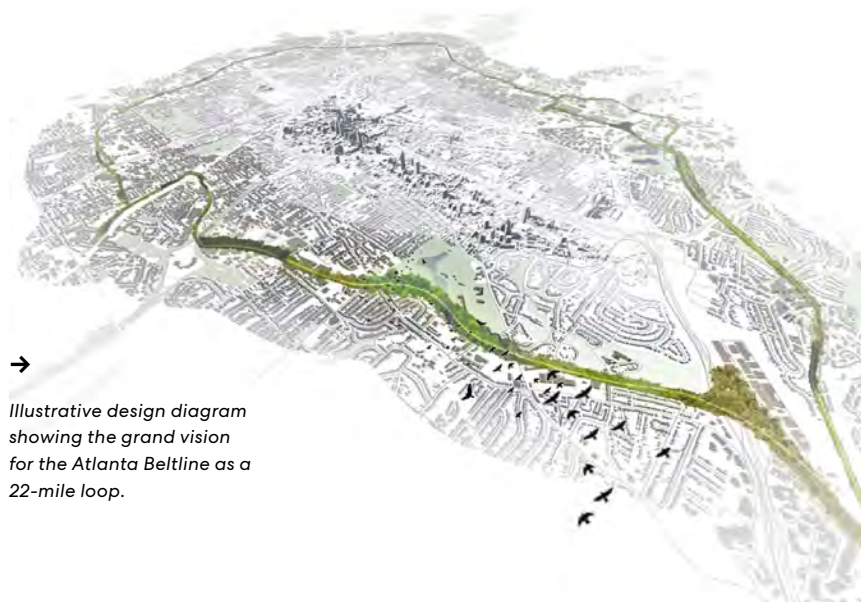 →
Illustrative design diagram
showing the grand vision
for the Atlanta Beltline as a
22-mile loop.